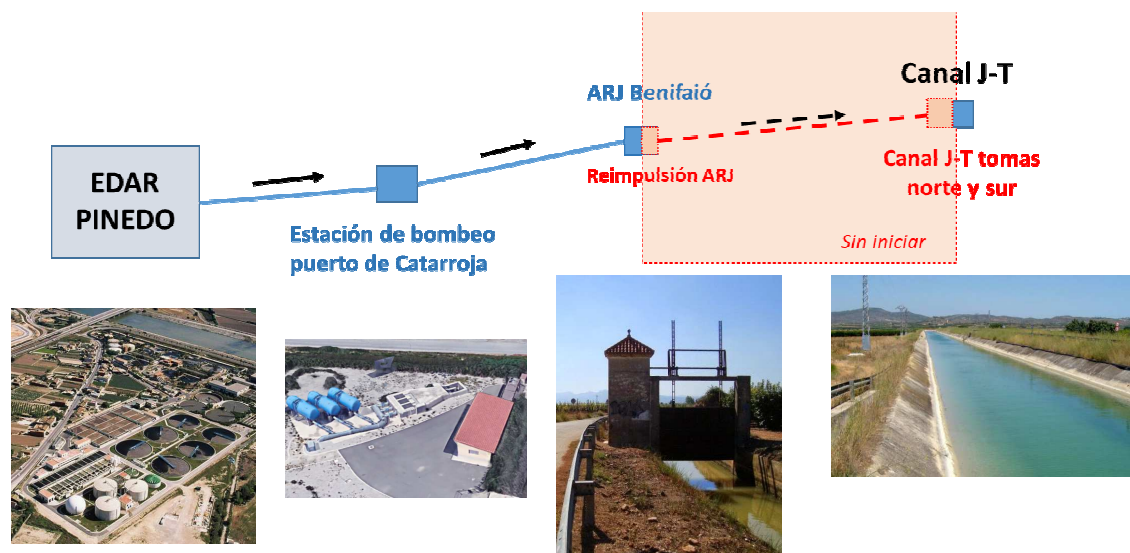 EDAR
PINEDO
Estación de bombeo
puerto de Catarroja
ARJ Benifaió
Reimpulsión ARJ
Canal J-T
Canal J-T tomas
norte y sur
Sin iniciar